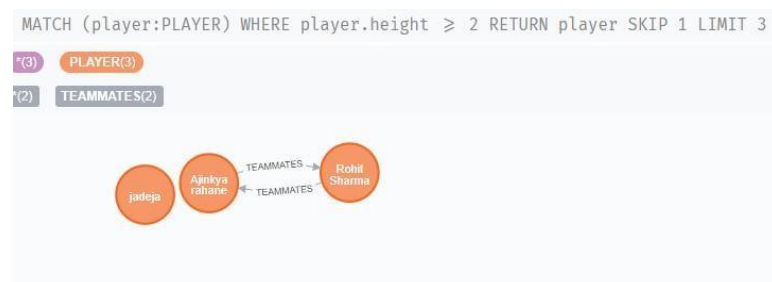 MATCH (player:PLAYER) WHERE player.height ⩾ 2 RETURN player SKIP 1 LIMIT 3
*(3) PLAYER(3)
*(2) TEAMMATES(2)
jadeja
Ajinkya
rahane
TEAMMATES
TEAMMATES
Rohit
Sharma